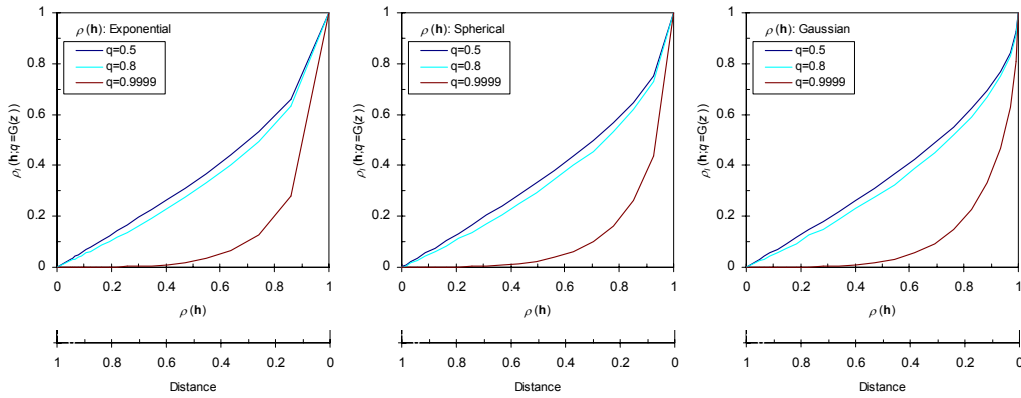 ρ(h): Exponential
q=0.5
q=0.8
q=0.9999
ρI(h;q=G(z))
1
0.8
0.6
0.4
0.2
0
0 0.2 0.4 0.6 0.8 1
ρ(h)
1 0.8 0.6 0.4 0.2 0
Distance
ρ(h): Spherical
q=0.5
q=0.8
q=0.9999
ρI(h;q=G(z))
1
0.8
0.6
0.4
0.2
0
0 0.2 0.4 0.6 0.8 1
ρ(h)
1 0.8 0.6 0.4 0.2 0
Distance
ρ(h): Gaussian
q=0.5
q=0.8
q=0.9999
ρI(h;q=G(z))
1
0.8
0.6
0.4
0.2
0
0 0.2 0.4 0.6 0.8 1
ρ(h)
1 0.8 0.6 0.4 0.2 0
Distance